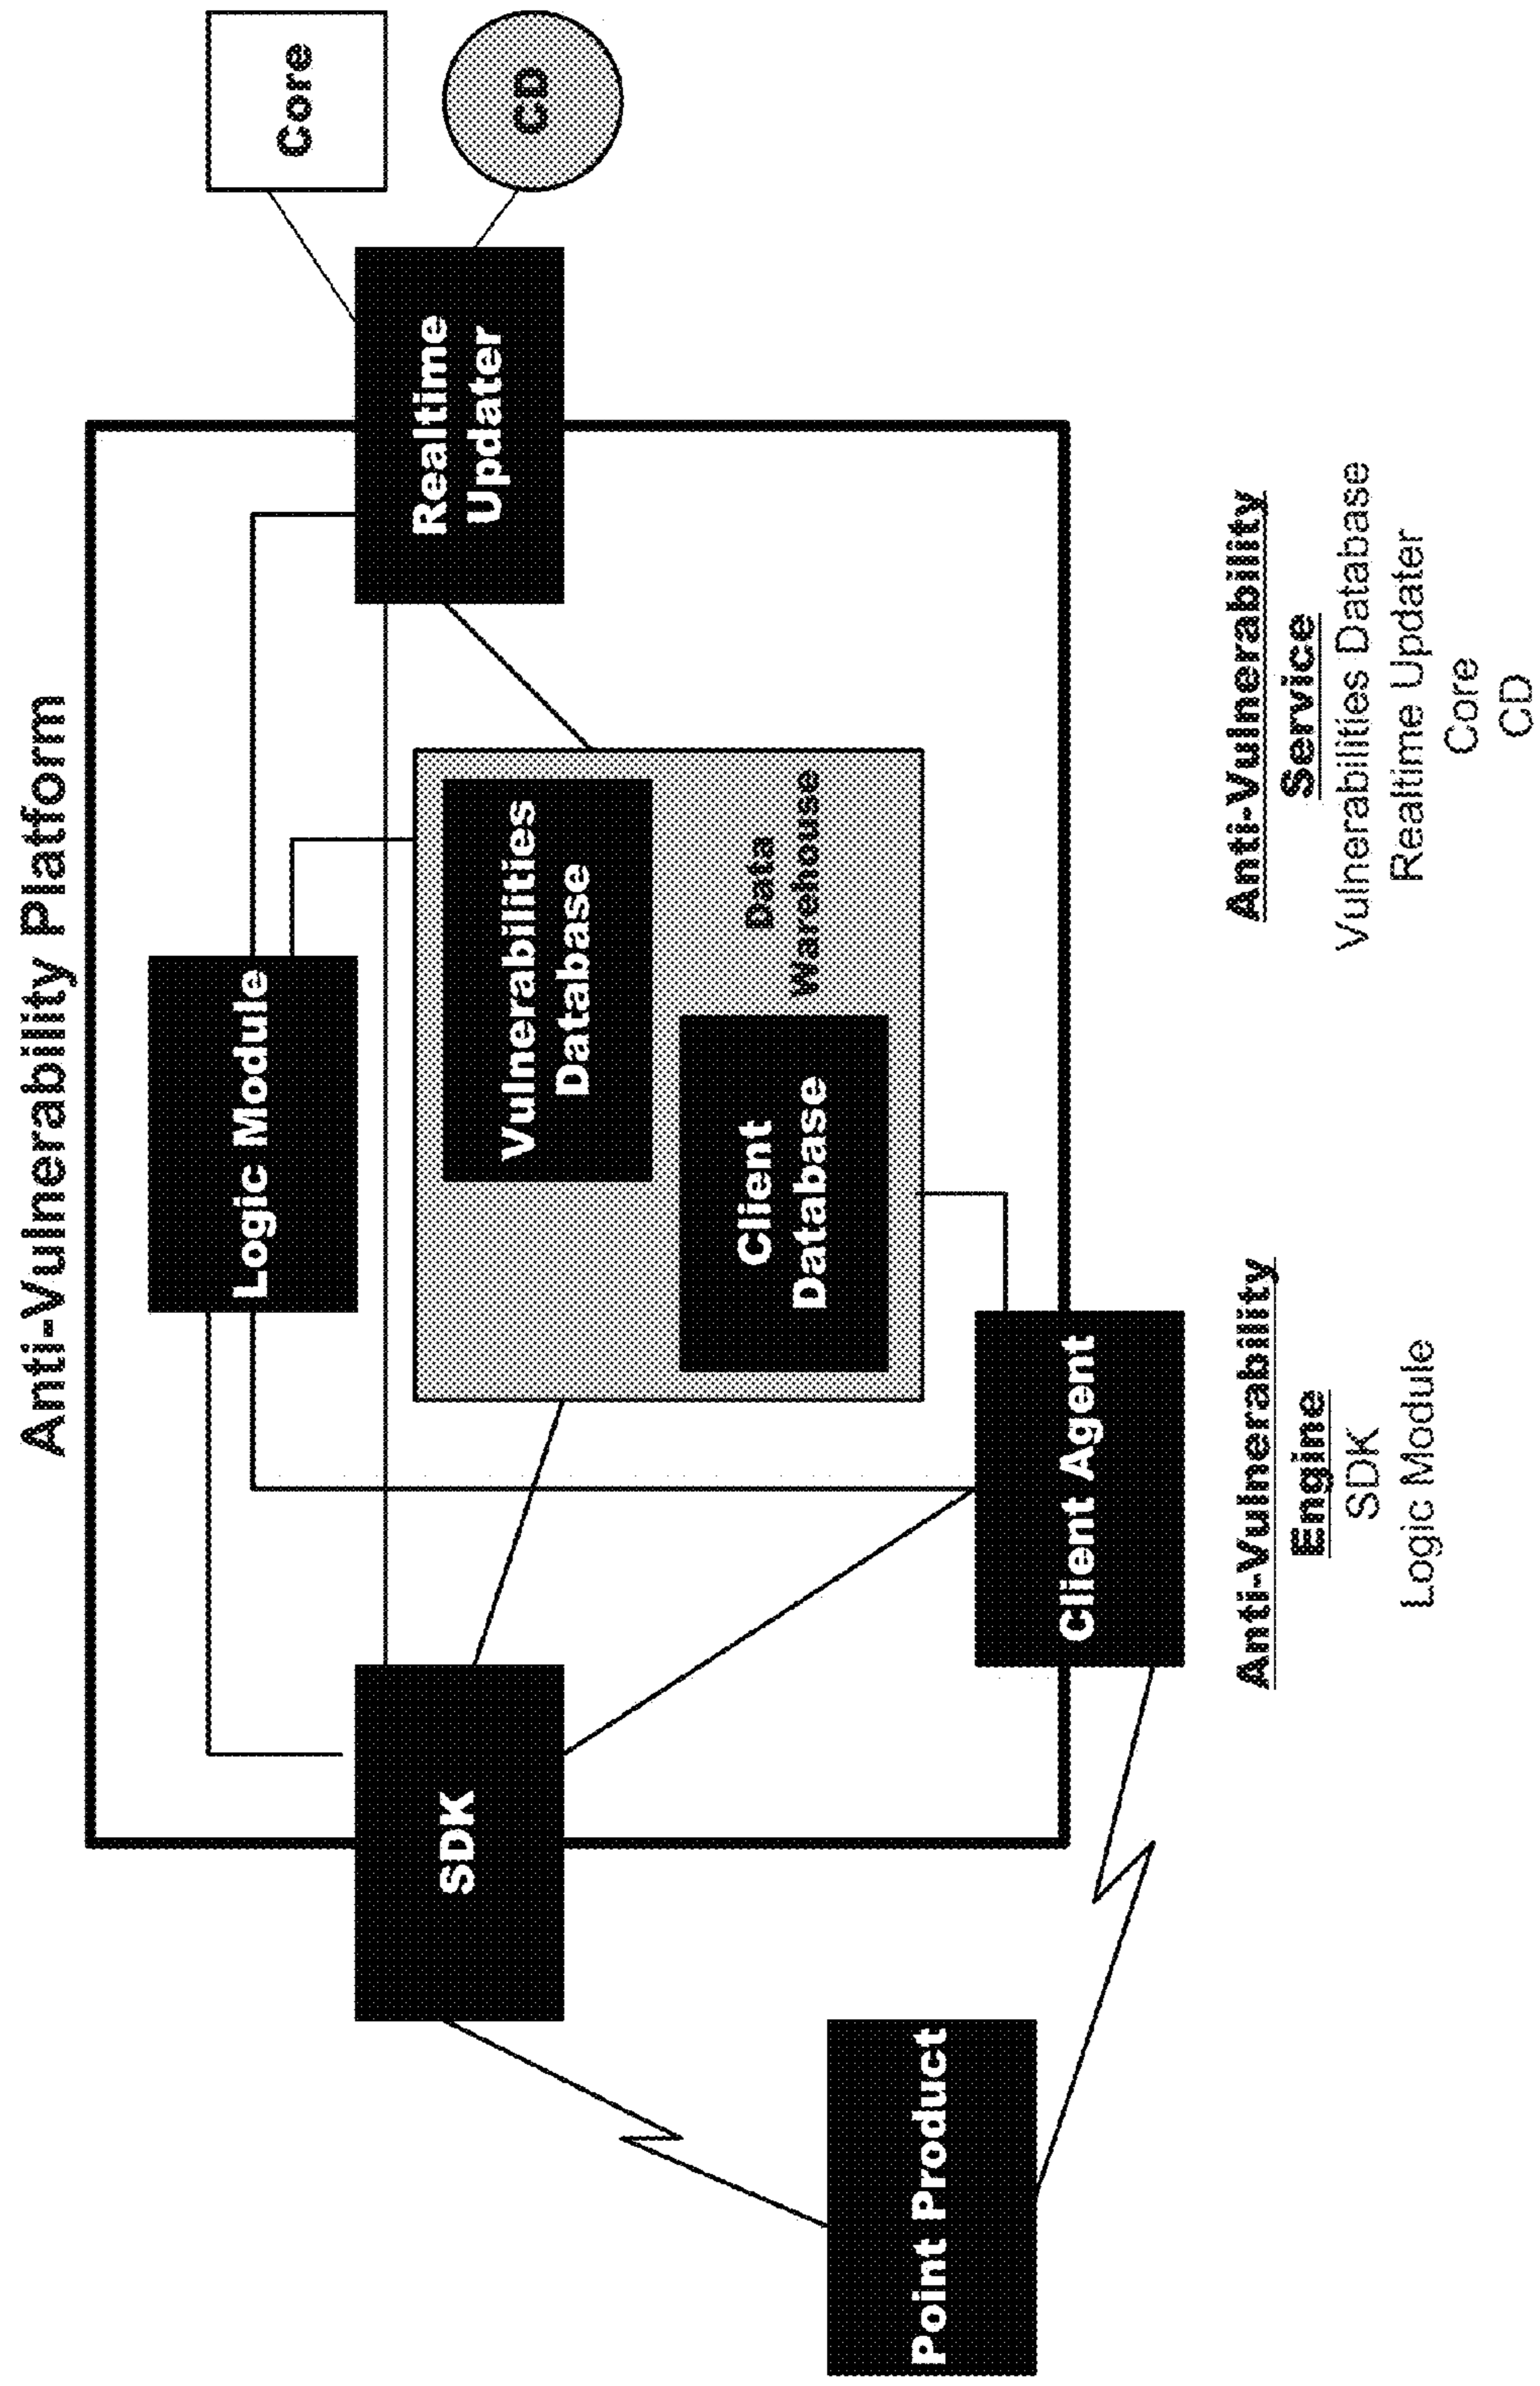 Anti-Vulnerability Platform
Core
CD
Logic Module
Realtime
Updater
SDK
Vulnerabilities
Database
Data
Warehouse
Client
Database
Client Agent
Point Product
Anti-Vulnerability
Engine
SDK
Logic Module
Anti-Vulnerability
Service
Vulnerabilities Database
Realtime Updater
Core
CD